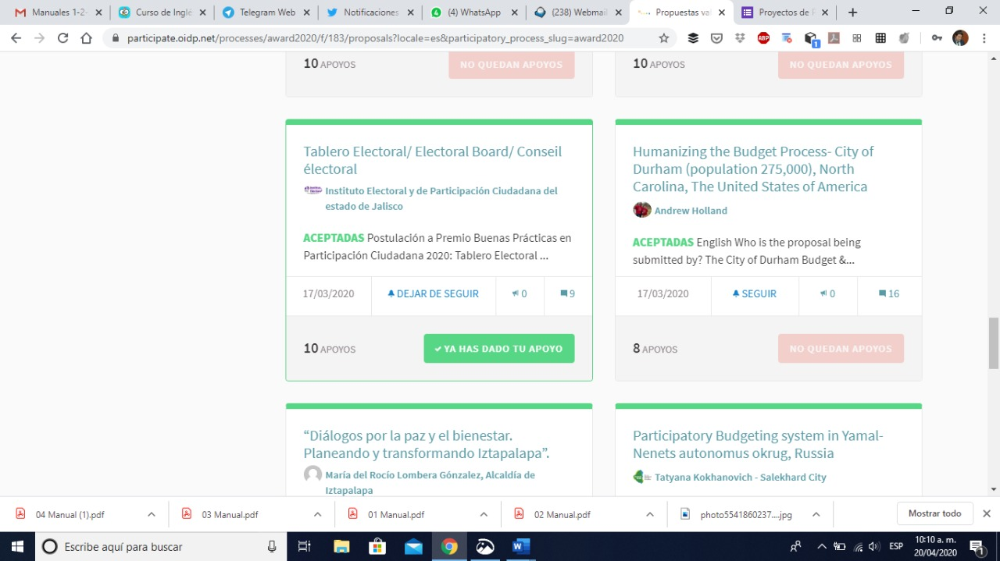 Manuales 1-2-
Curso de Inglé
Telegram Web
Notificaciones
(4) WhatsApp
(238) Webmail
Propuestas va
Proyectos de P
participate.oidp.net/processes/award2020/f/183/proposals?locale=es&participatory_process_slug=award2020
ABP
1
10 APOYOS
NO QUEDAN APOYOS
10 APOYOS
NO QUEDAN APOYOS
Tablero Electoral/ Electoral Board/ Conseil
électoral
Instituto Electoral y de Participación Ciudadana del
estado de Jalisco
ACEPTADAS Postulación a Premio Buenas Prácticas en
Participación Ciudadana 2020: Tablero Electoral ...
17/03/2020
DEJAR DE SEGUIR
0
9
10 APOYOS
YA HAS DADO TU APOYO
Humanizing the Budget Process- City of
Durham (population 275,000), North
Carolina, The United States of America
Andrew Holland
ACEPTADAS English Who is the proposal being
submitted by? The City of Durham Budget &...
17/03/2020
SEGUIR
0
16
8 APOYOS
NO QUEDAN APOYOS
“Diálogos por la paz y el bienestar.
Planeando y transformando Iztapalapa”.
María del Rocío Lombera Gónzalez, Alcaldía de
Iztapalapa
Participatory Budgeting system in Yamal-
Nenets autonomus okrug, Russia
Tatyana Kokhanovich - Salekhard City
04 Manual (1).pdf
03 Manual.pdf
01 Manual.pdf
02 Manual.pdf
photo5541860237....jpg
Mostrar todo
Escribe aquí para buscar
ESP
10:10 a. m.
20/04/2020
1